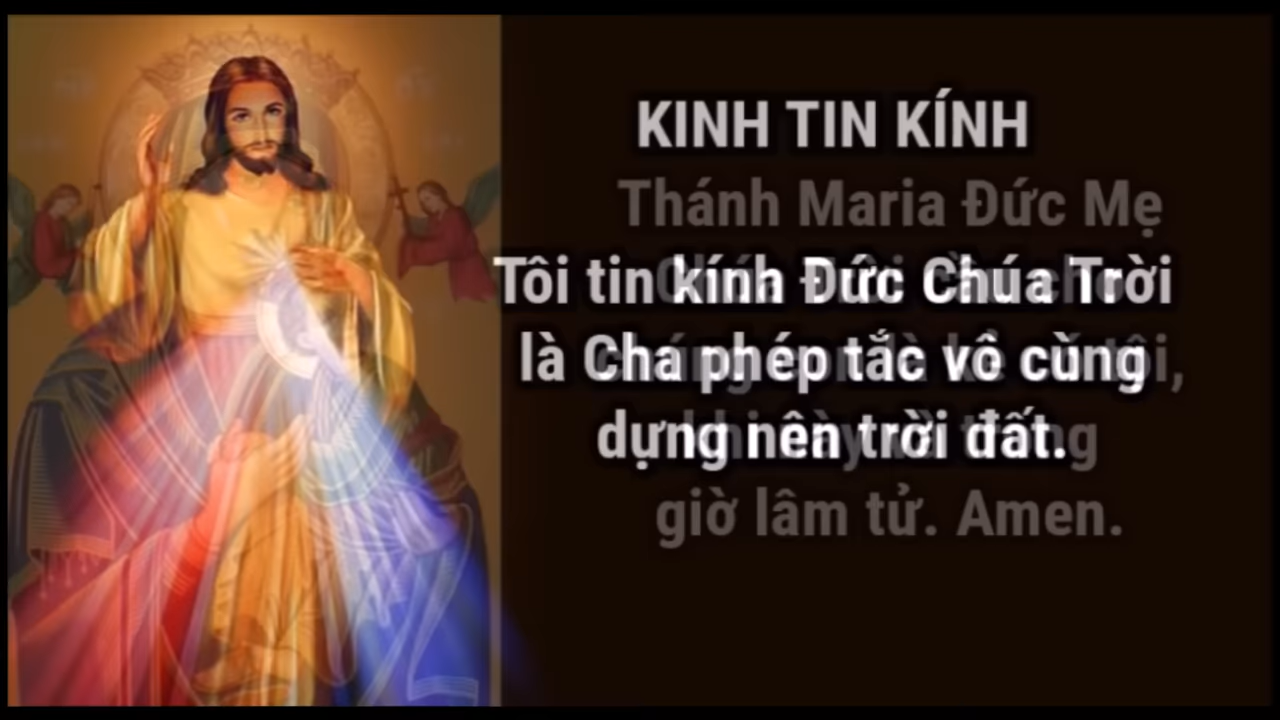 KINH TIN KÍNH
Thánh Maria Đức Mẹ
Tôi tin kính Đức Chúa Trời
là Cha phép tắc vô cùng
dựng nên trời đất.
giờ lâm tử. Amen.